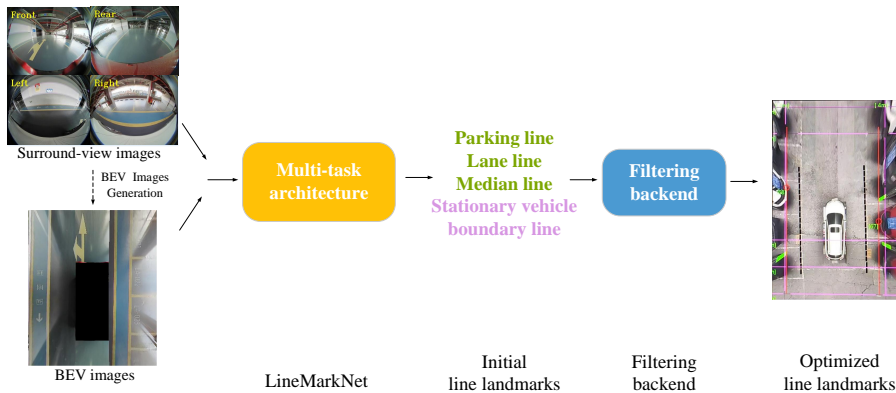 Front
Rear
Left
Right
Surround-view images
BEV Images
Generation
BEV images
Multi-task
architecture
LineMarkNet
Parking line
Lane line
Median line
Stationary vehicle
boundary line
Initial
line landmarks
Filtering
backend
Filtering
backend
Optimized
line landmarks